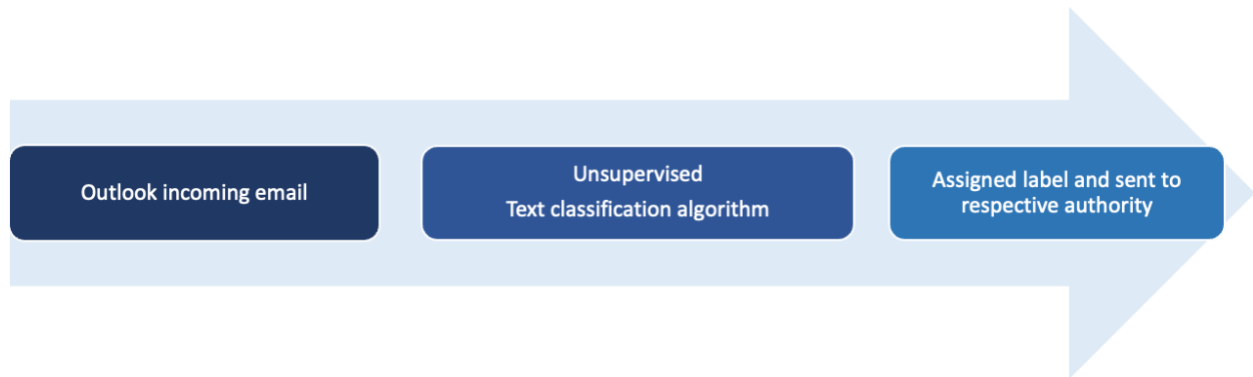 Outlook incoming email
Unsupervised
Text classification algorithm
Assigned label and sent to
respective authority